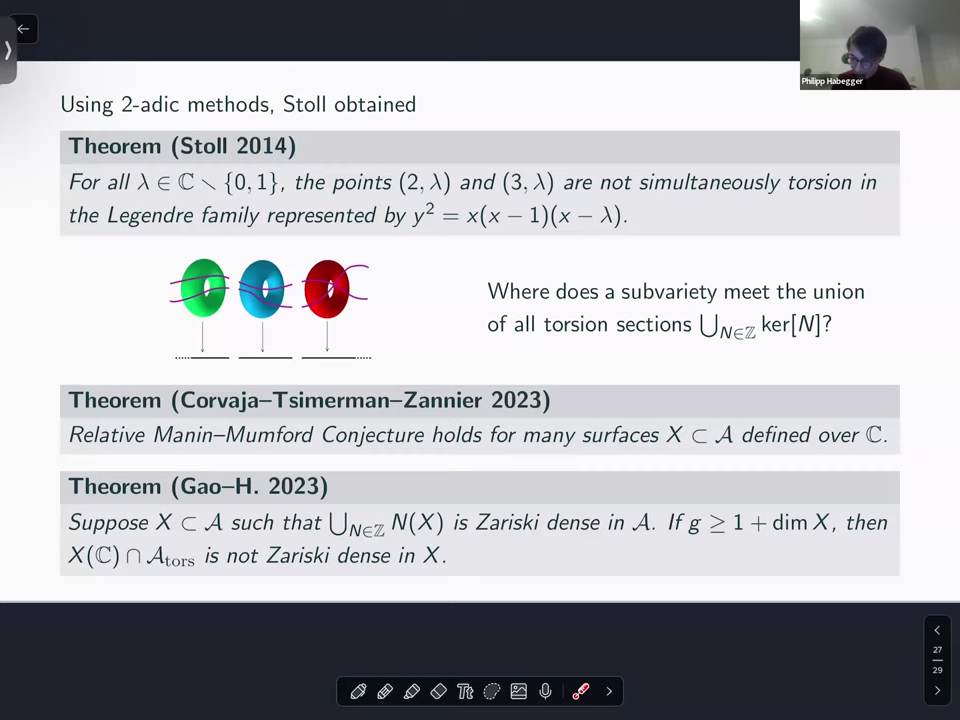 Philipp Habegger
Using 2-adic methods, Stoll obtained
Theorem (Stoll 2014)
For all λ ∈ ℂ ∖ {0, 1}, the points (2, λ) and (3, λ) are not simultaneously torsion in
the Legendre family represented by y² = x(x − 1)(x − λ).
Where does a subvariety meet the union
of all torsion sections ⋃_{N∈ℤ} ker[N]?
Theorem (Corvaja–Tsimerman–Zannier 2023)
Relative Manin–Mumford Conjecture holds for many surfaces X ⊂ 𝒜 defined over ℂ.
Theorem (Gao–H. 2023)
Suppose X ⊂ 𝒜 such that ⋃_{N∈ℤ} N(X) is Zariski dense in 𝒜. If g ≥ 1 + dim X, then
X(ℂ) ∩ 𝒜_tors is not Zariski dense in X.
27
29
Tt